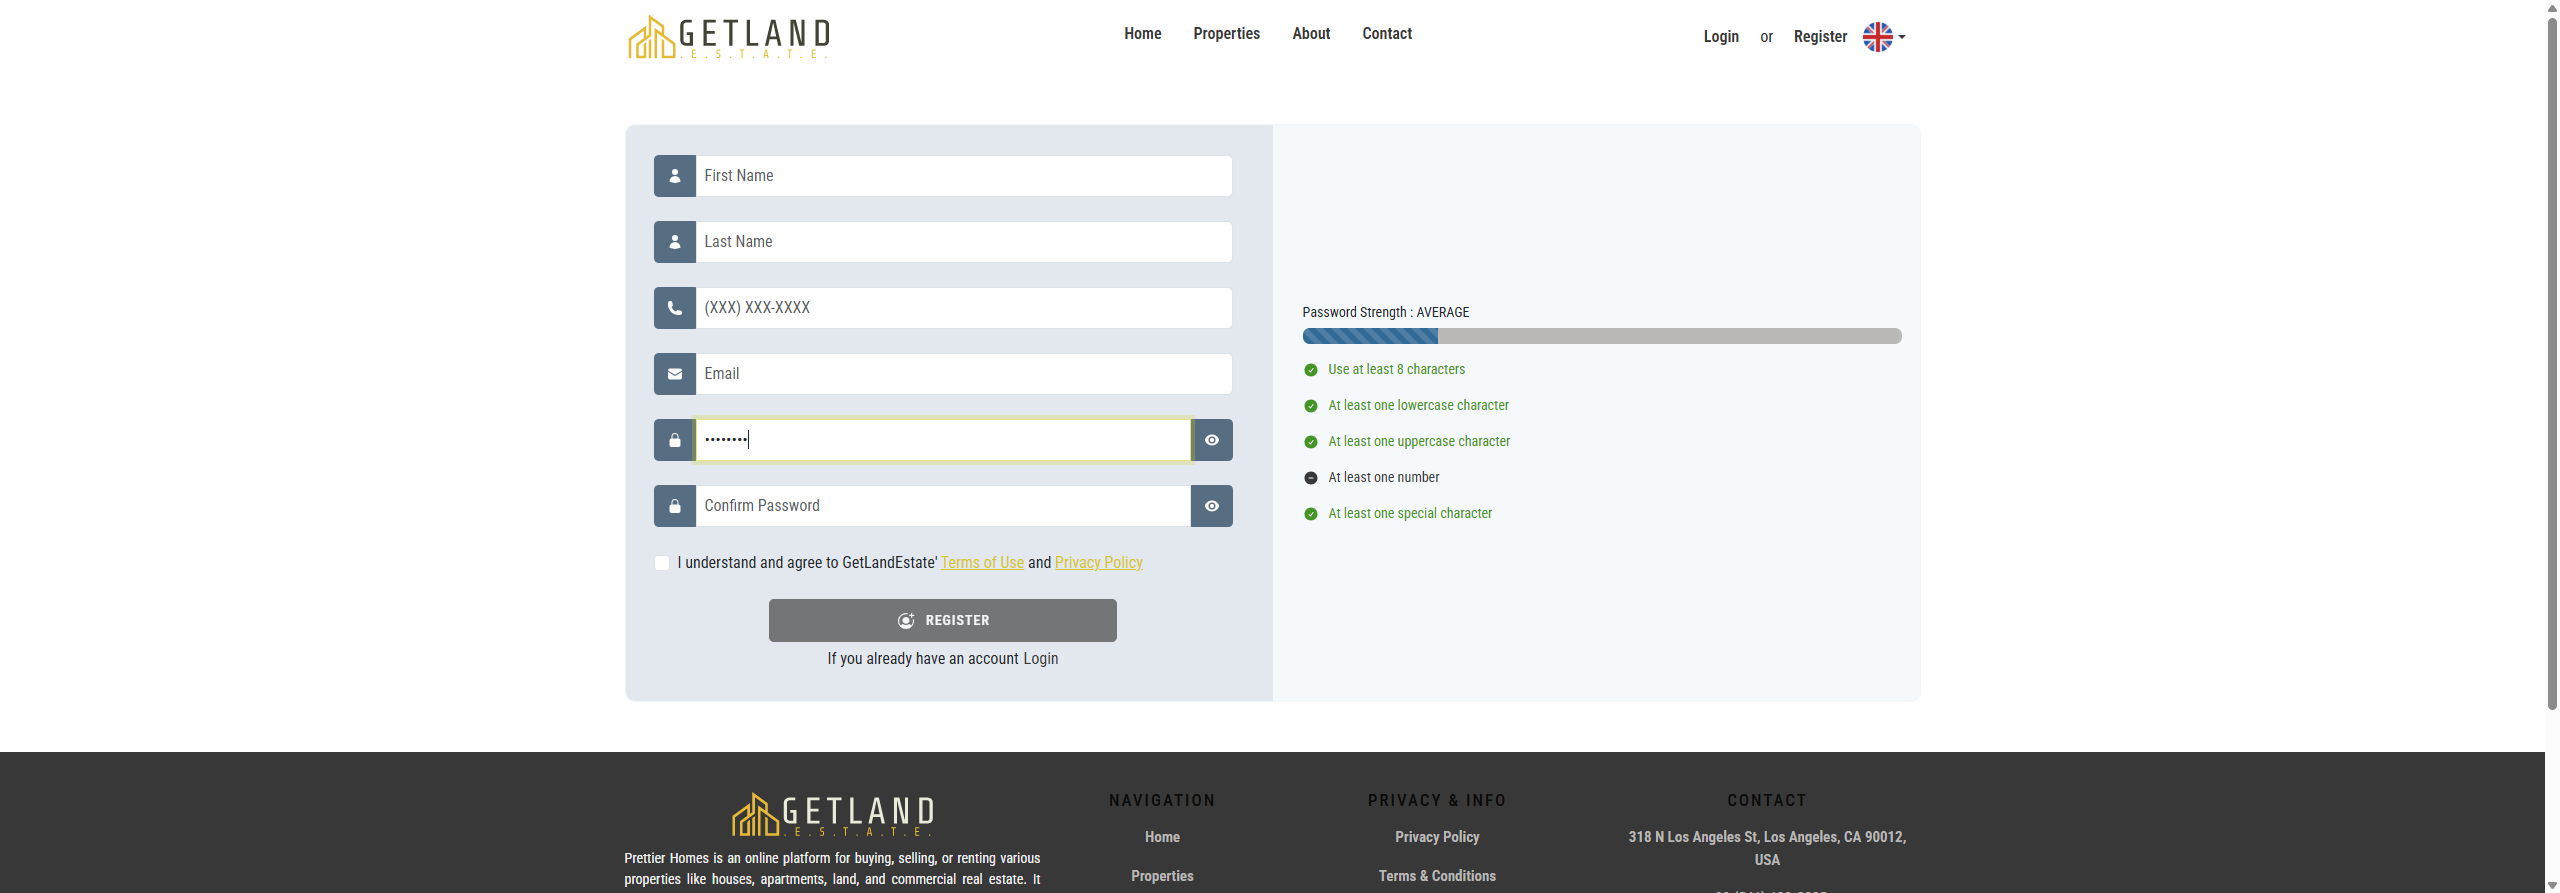 GETLAND
.E.S.T.A.T.E.
Home Properties About Contact
Login or Register
First Name
Last Name
(XXX) XXX-XXXX
Email
••••••••
Confirm Password
I understand and agree to GetLandEstate' Terms of Use and Privacy Policy
REGISTER
If you already have an account Login
Password Strength : AVERAGE
Use at least 8 characters
At least one lowercase character
At least one uppercase character
At least one number
At least one special character
GETLAND
.E.S.T.A.T.E.
Prettier Homes is an online platform for buying, selling, or renting various
properties like houses, apartments, land, and commercial real estate. It
NAVIGATION
Home
Properties
PRIVACY & INFO
Privacy Policy
Terms & Conditions
CONTACT
318 N Los Angeles St, Los Angeles, CA 90012,
USA